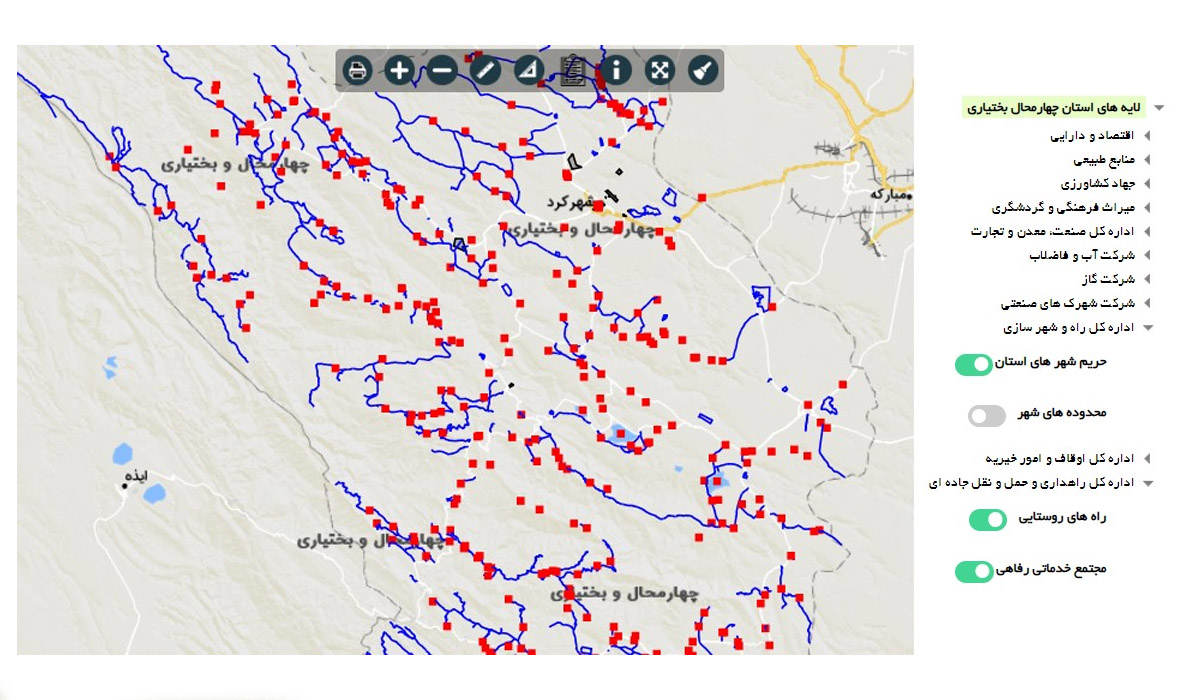 لایه های استان چهارمحال بختیاری
اقتصاد و دارایی
منابع طبیعی
جهاد کشاورزی
میراث فرهنگی و گردشگری
اداره کل صنعت، معدن و تجارت
شرکت آب و فاضلاب
شرکت گاز
شرکت شهرک های صنعتی
اداره کل راه و شهر سازی
حریم شهر های استان
محدوده های شهر
اداره کل اوقاف و امور خیریه
اداره کل راهداری و حمل و نقل جاده ای
راه های روستایی
مجتمع خدماتی رفاهی
چهارمحال و بختیاری
مبارکه
شهرکرد
چهارمحال و بختیاری
ایذه
چهارمحال و بختیاری
چهارمحال و بختیاری